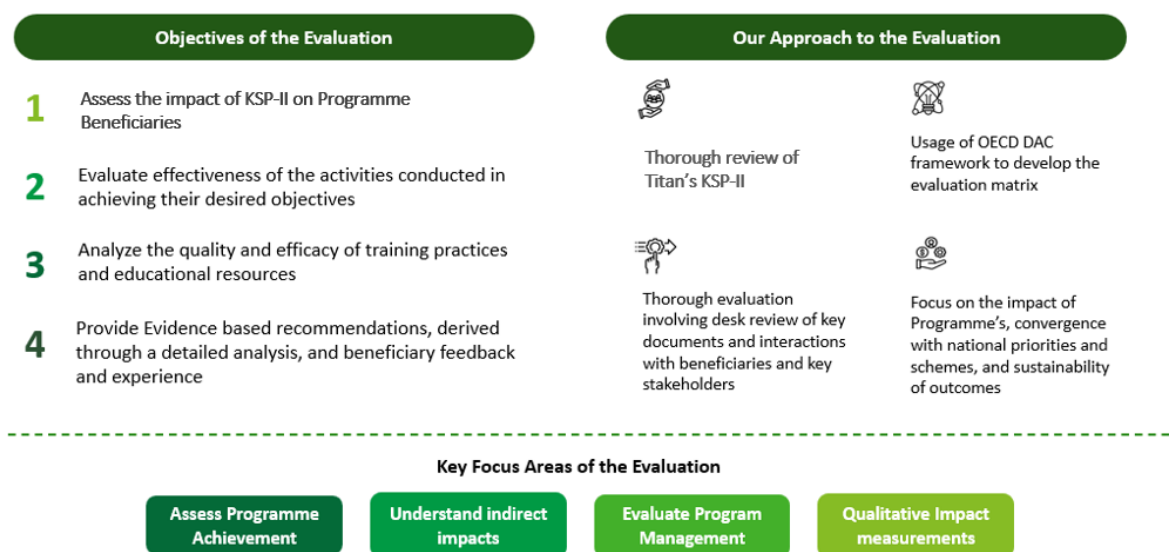 Objectives of the Evaluation
1
Assess the impact of KSP-II on Programme
Beneficiaries
2
Evaluate effectiveness of the activities conducted in
achieving their desired objectives
3
Analyze the quality and efficacy of training practices
and educational resources
4
Provide Evidence based recommendations, derived
through a detailed analysis, and beneficiary feedback
and experience
Our Approach to the Evaluation
Thorough review of
Titan's KSP-II
Usage of OECD DAC
framework to develop the
evaluation matrix
Thorough evaluation
involving desk review of key
documents and interactions
with beneficiaries and key
stakeholders
Focus on the impact of
Programme's, convergence
with national priorities and
schemes, and sustainability
of outcomes
Key Focus Areas of the Evaluation
Assess Programme
Achievement
Understand indirect
impacts
Evaluate Program
Management
Qualitative Impact
measurements